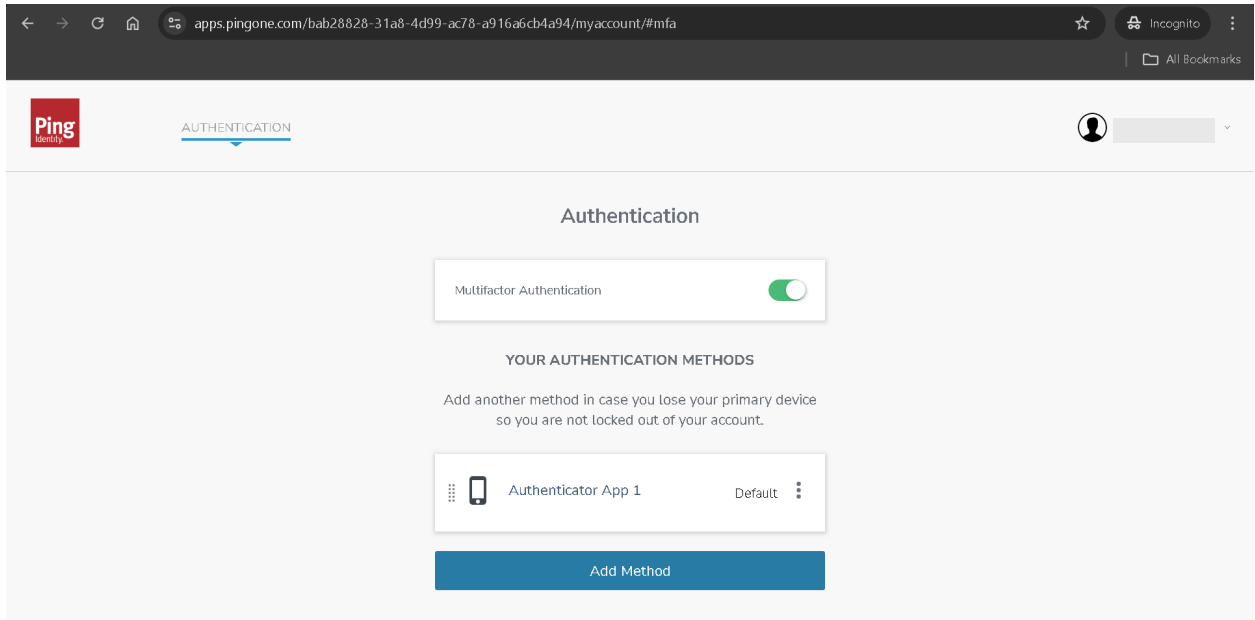 apps.pingone.com/bab28828-31a8-4d99-ac78-a916a6cb4a94/myaccount/#mfa
Incognito
All Bookmarks
Ping
Identity.
AUTHENTICATION
Authentication
Multifactor Authentication
YOUR AUTHENTICATION METHODS
Add another method in case you lose your primary device
so you are not locked out of your account.
Authenticator App 1
Default
Add Method